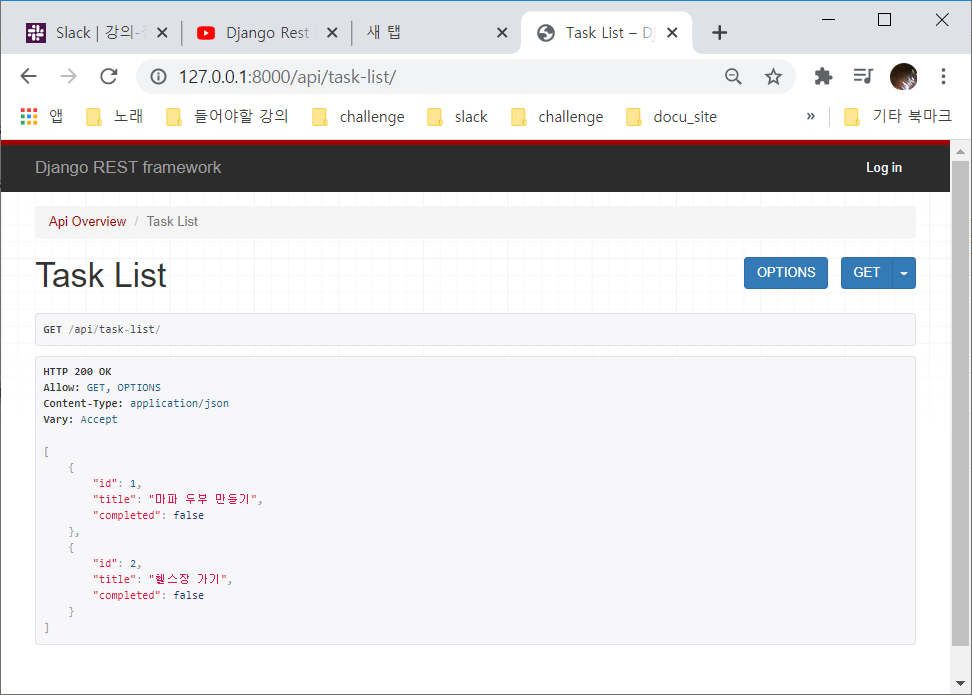 Slack | 강의- Django Rest 새 탭 Task List – Dj
127.0.0.1:8000/api/task-list/
앱 노래 들어야할 강의 challenge slack challenge docu_site » 기타 북마크
Django REST framework Log in
Api Overview / Task List
Task List OPTIONS GET
GET /api/task-list/
HTTP 200 OK
Allow: GET, OPTIONS
Content-Type: application/json
Vary: Accept
[
{
"id": 1,
"title": "마파 두부 만들기",
"completed": false
},
{
"id": 2,
"title": "헬스장 가기",
"completed": false
}
]